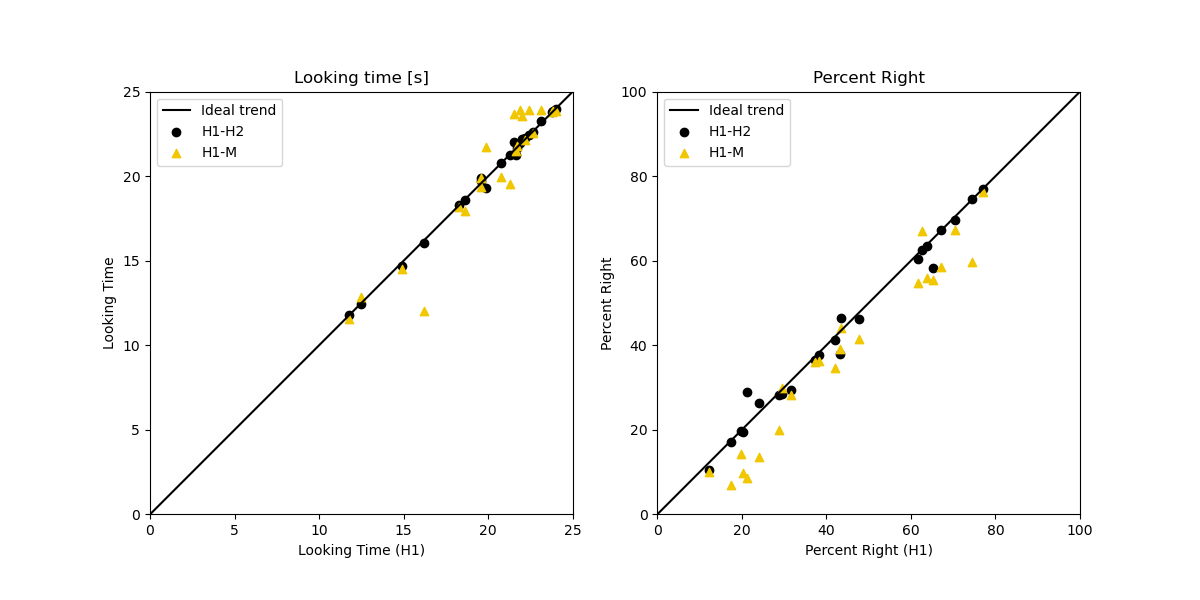 Looking time [s]
Looking Time
25
20
15
10
5
0
Ideal trend
H1-H2
H1-M
0 5 10 15 20 25
Looking Time (H1)
Percent Right
Percent Right
100
80
60
40
20
0
Ideal trend
H1-H2
H1-M
0 20 40 60 80 100
Percent Right (H1)